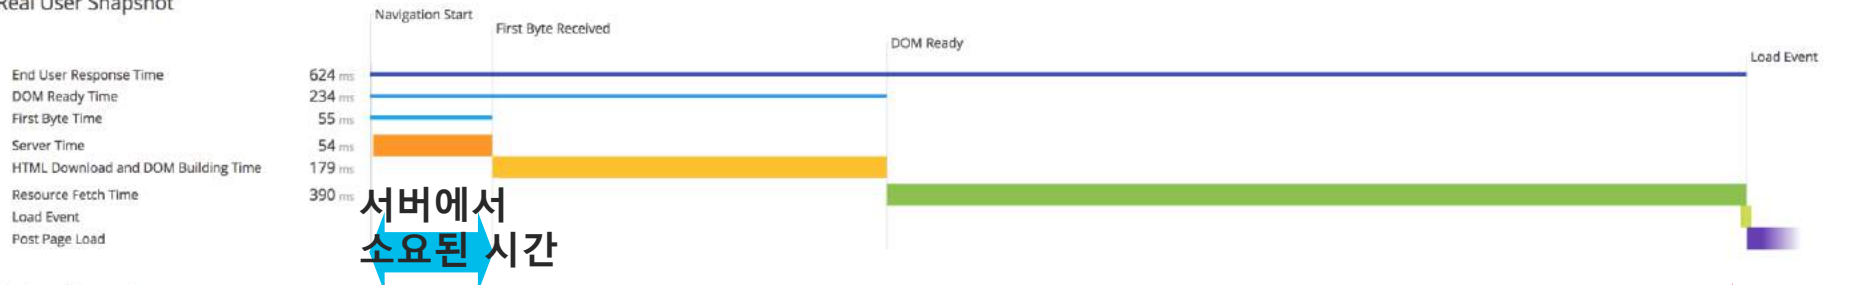 Real User Snapshot
Navigation Start
First Byte Received
DOM Ready
Load Event
End User Response Time 624 ms
DOM Ready Time 234 ms
First Byte Time 55 ms
Server Time 54 ms
HTML Download and DOM Building Time 179 ms
Resource Fetch Time 390 ms
Load Event
Post Page Load
서버에서
소요된 시간